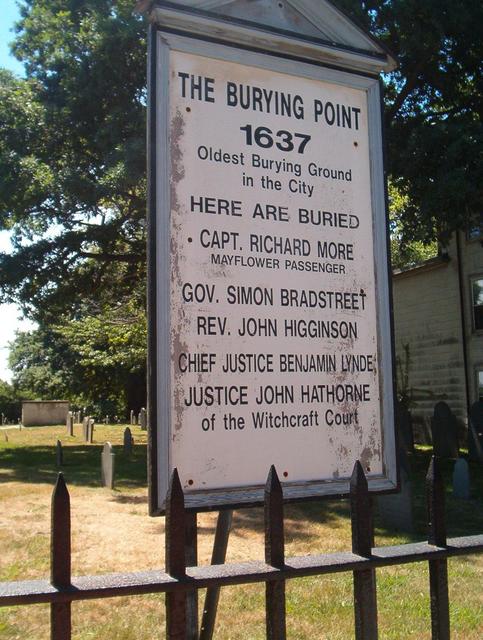 THE BURYING POINT
1637
Oldest Burying Ground
in the City
HERE ARE BURIED
CAPT. RICHARD MORE
MAYFLOWER PASSENGER
GOV. SIMON BRADSTREET
REV. JOHN HIGGINSON
CHIEF JUSTICE BENJAMIN LYNDE
JUSTICE JOHN HATHORNE
of the Witchcraft Court